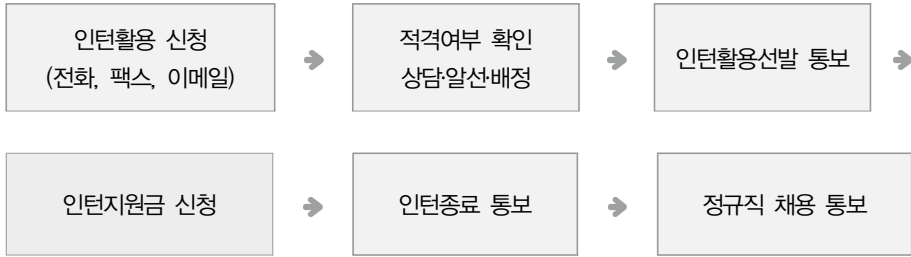 인턴활용 신청
(전화, 팩스, 이메일)
적격여부 확인
상담·알선·배정
인턴활용선발 통보
인턴지원금 신청
인턴종료 통보
정규직 채용 통보